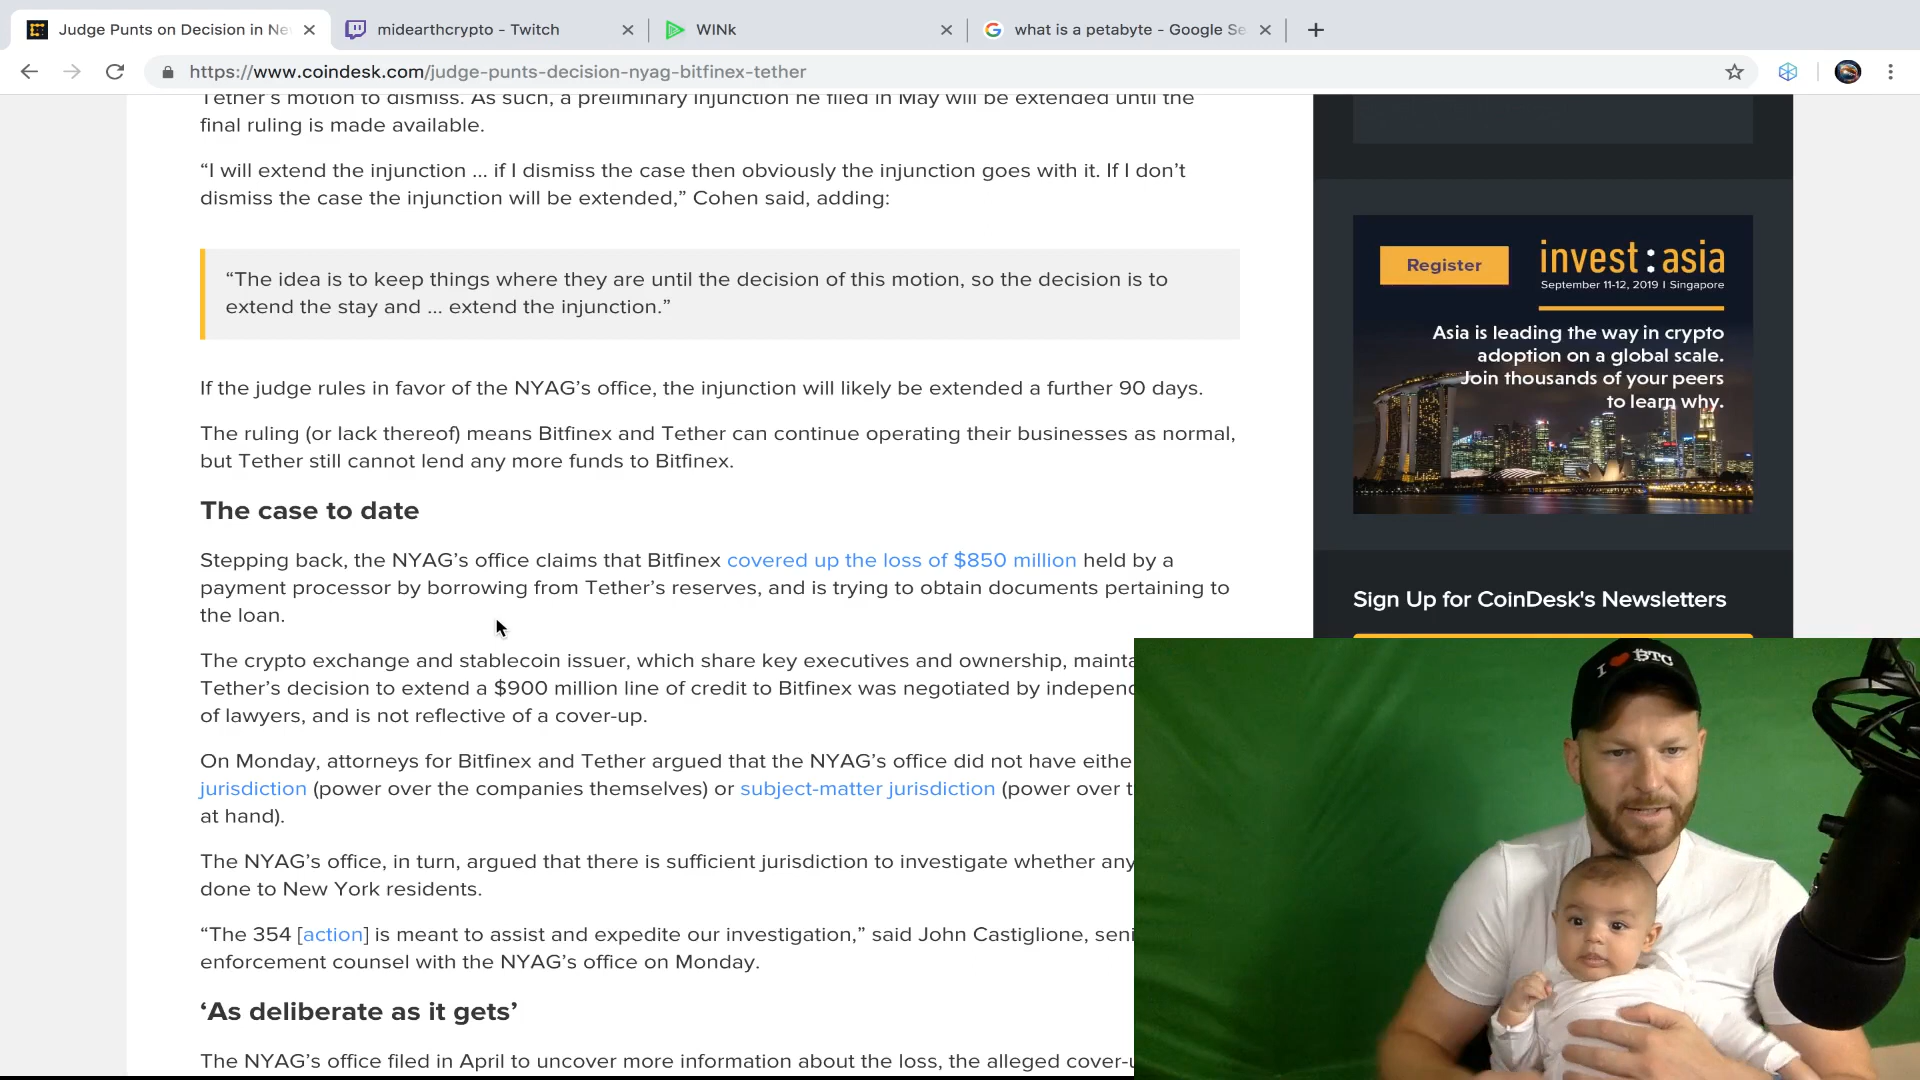 Judge Punts on Decision in Ne
midearthcrypto - Twitch
WINk
what is a petabyte - Google Se
https://www.coindesk.com/judge-punts-decision-nyag-bitfinex-tether
Tether's motion to dismiss. As such, a preliminary injunction he filed in May will be extended until the
final ruling is made available.
“I will extend the injunction ... if I dismiss the case then obviously the injunction goes with it. If I don’t
dismiss the case the injunction will be extended,” Cohen said, adding:
“The idea is to keep things where they are until the decision of this motion, so the decision is to
extend the stay and ... extend the injunction.”
If the judge rules in favor of the NYAG’s office, the injunction will likely be extended a further 90 days.
The ruling (or lack thereof) means Bitfinex and Tether can continue operating their businesses as normal,
but Tether still cannot lend any more funds to Bitfinex.
The case to date
Stepping back, the NYAG’s office claims that Bitfinex covered up the loss of $850 million held by a
payment processor by borrowing from Tether’s reserves, and is trying to obtain documents pertaining to
the loan.
The crypto exchange and stablecoin issuer, which share key executives and ownership, mainta
Tether’s decision to extend a $900 million line of credit to Bitfinex was negotiated by independ
of lawyers, and is not reflective of a cover-up.
On Monday, attorneys for Bitfinex and Tether argued that the NYAG’s office did not have eithe
jurisdiction (power over the companies themselves) or subject-matter jurisdiction (power over t
at hand).
The NYAG’s office, in turn, argued that there is sufficient jurisdiction to investigate whether any
done to New York residents.
“The 354 [action] is meant to assist and expedite our investigation,” said John Castiglione, seni
enforcement counsel with the NYAG’s office on Monday.
‘As deliberate as it gets’
The NYAG’s office filed in April to uncover more information about the loss, the alleged cover-u
Register
invest:asia
September 11-12, 2019 | Singapore
Asia is leading the way in crypto
adoption on a global scale.
Join thousands of your peers
to learn why.
Sign Up for CoinDesk's Newsletters
I ❤ BTC